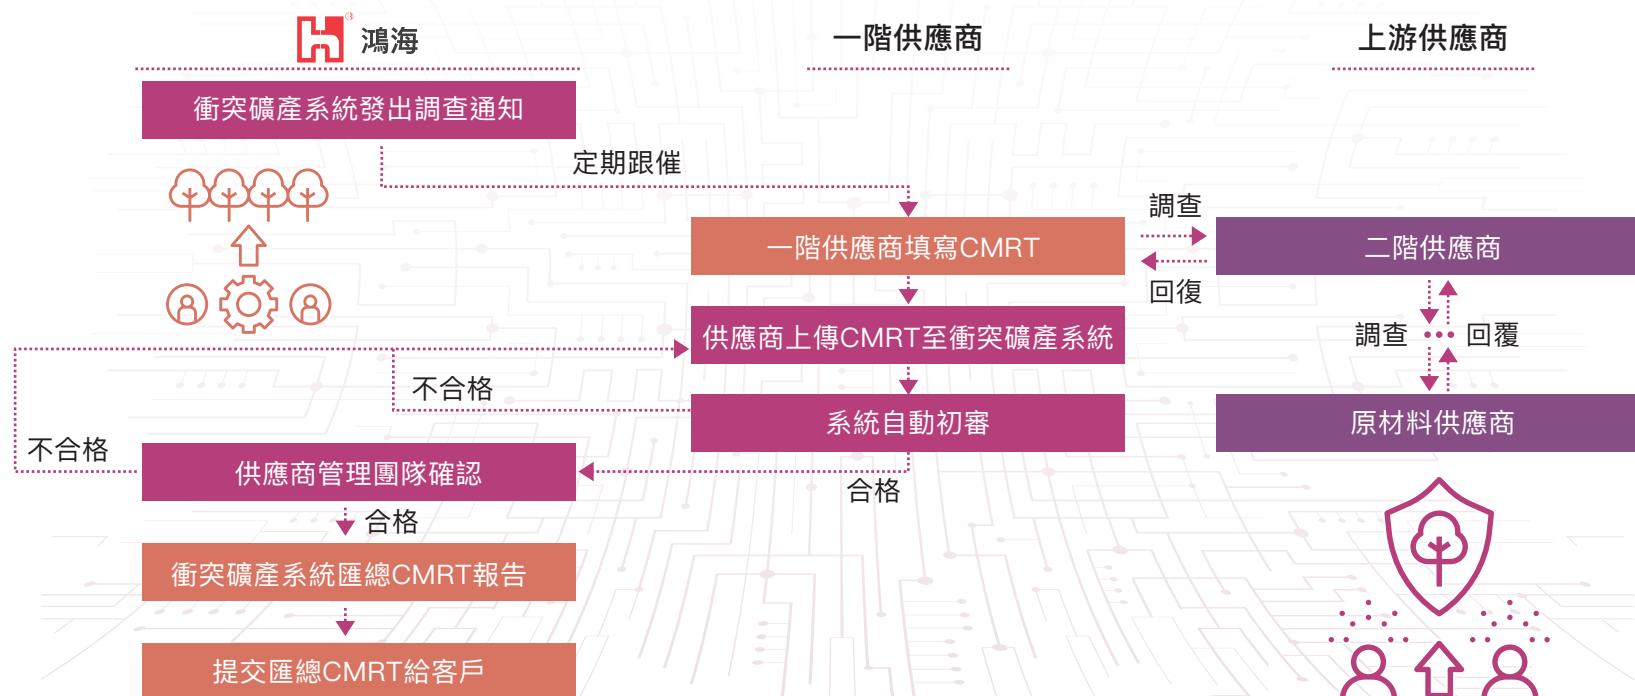 鴻海
一階供應商
上游供應商
衝突礦產系統發出調查通知
定期跟催
一階供應商填寫CMRT
調查
回復
二階供應商
供應商上傳CMRT至衝突礦產系統
調查
回覆
不合格
系統自動初審
原材料供應商
不合格
供應商管理團隊確認
合格
合格
衝突礦產系統匯總CMRT報告
提交匯總CMRT給客戶